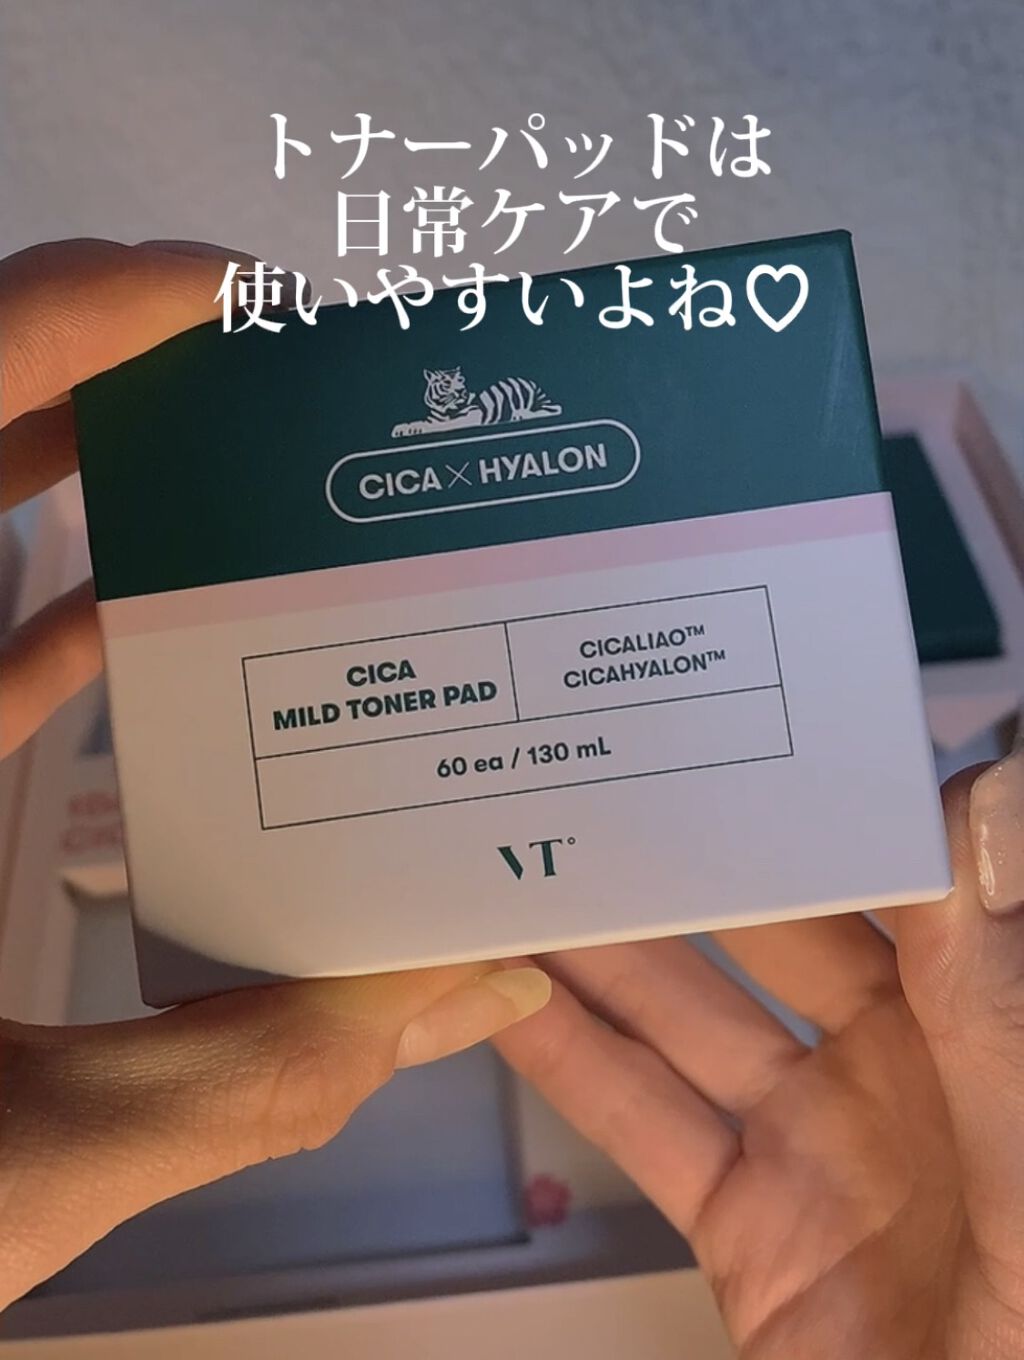 トナーパッドは
日常ケアで
使いやすいよね♡
CICA×HYALON
CICA
MILD TONER PAD
CICALIAO™
CICAHYALON™
60 ea / 130 mL
VT°